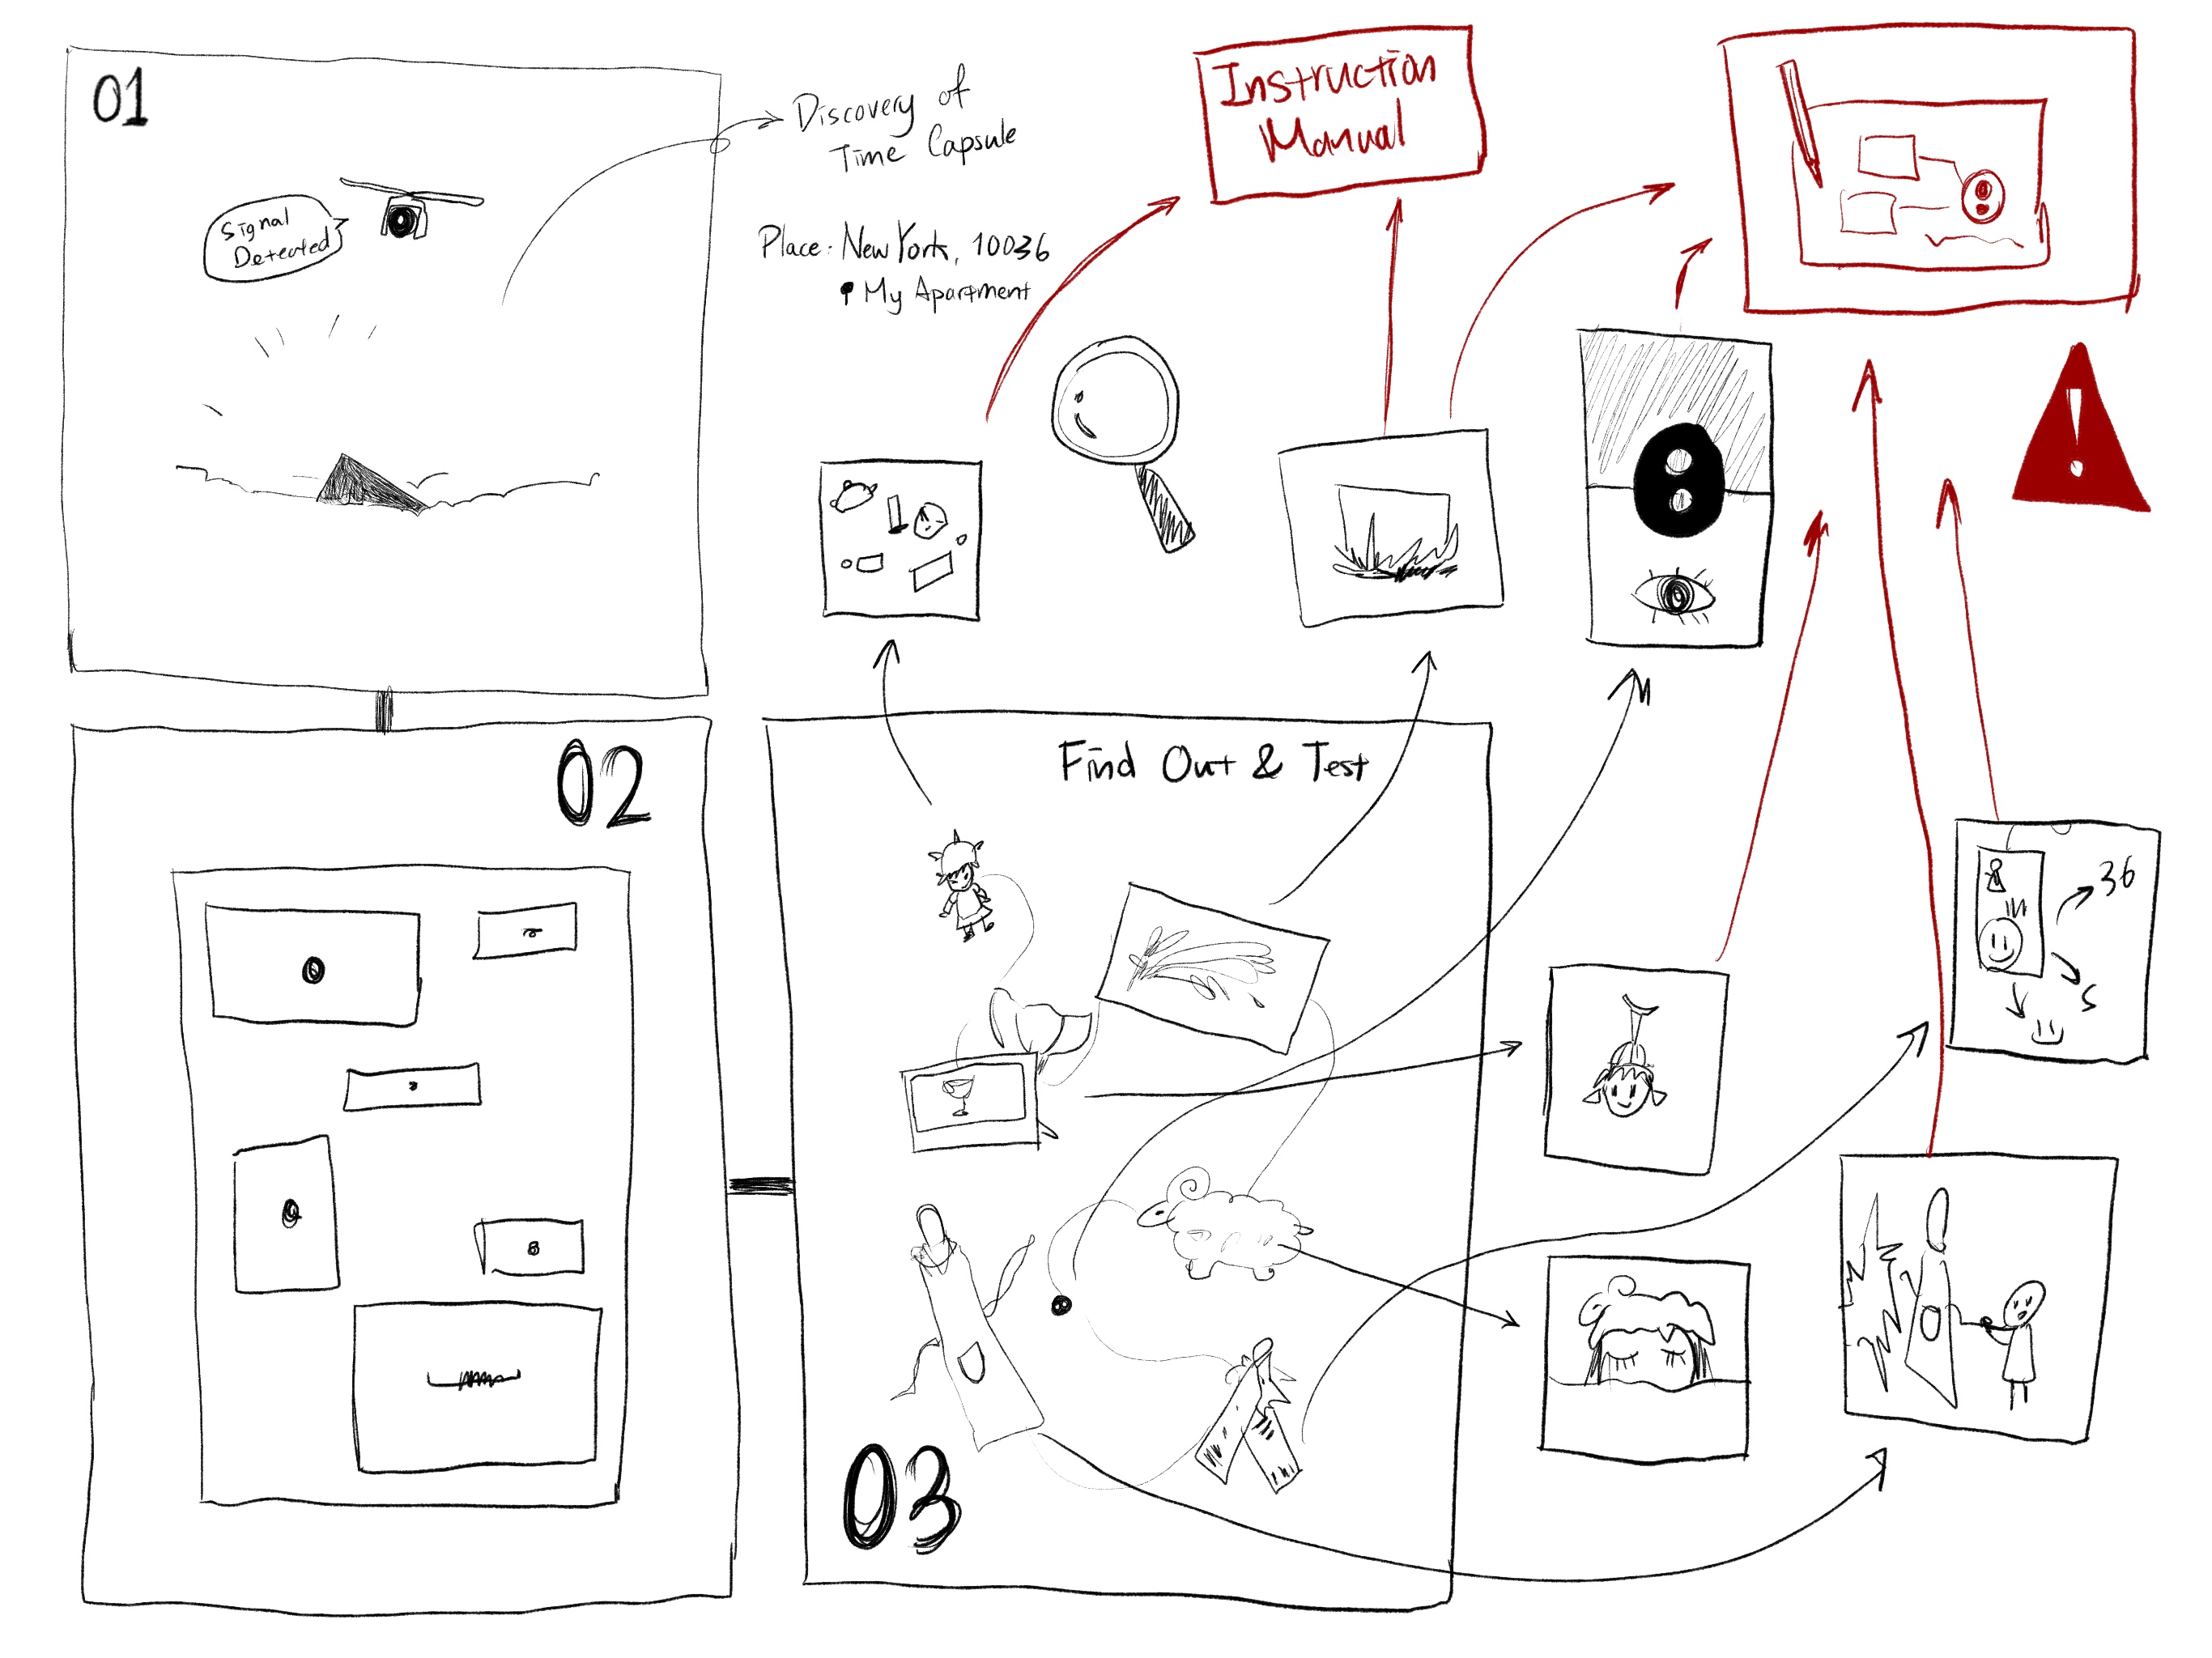 01
Signal
Detected
Discovery of
Time Capsule
Place: New York, 10036
My Apartment
Instruction
Manual
!
02
Find Out & Test
03
36
5